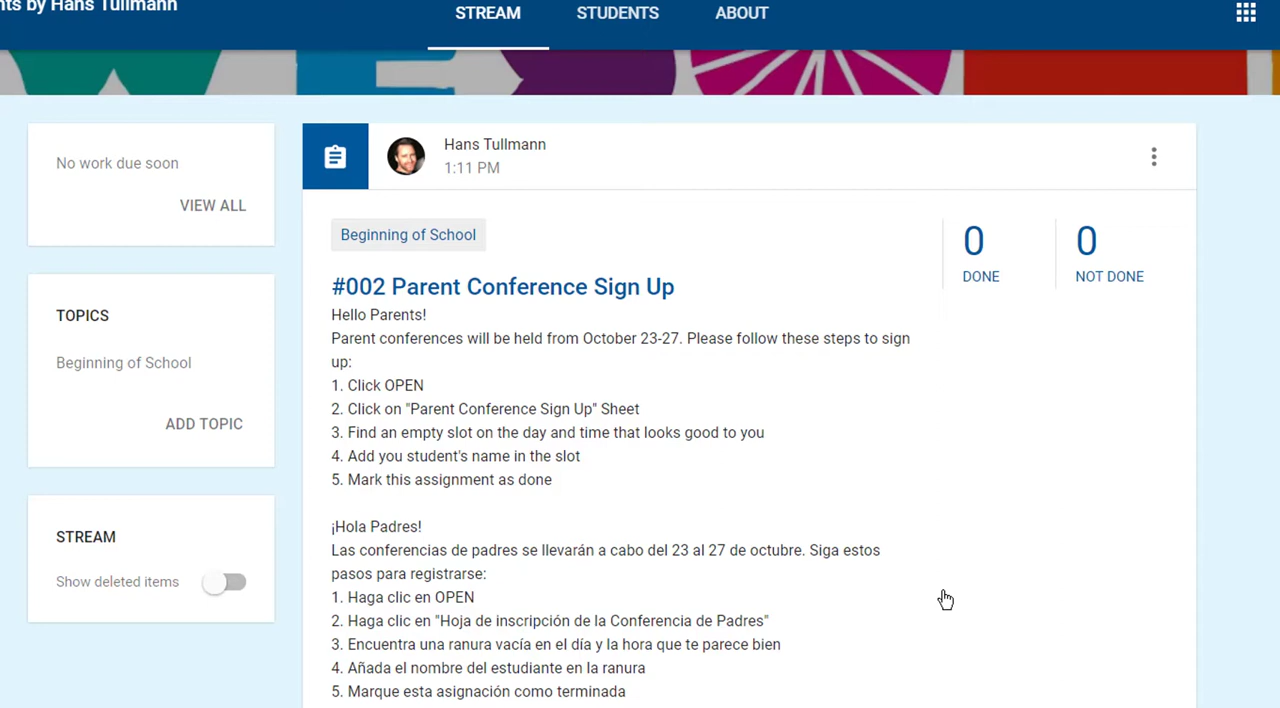 by Hans Tullmann
STREAM
STUDENTS
ABOUT
No work due soon
VIEW ALL
TOPICS
Beginning of School
ADD TOPIC
STREAM
Show deleted items
Hans Tullmann
1:11 PM
Beginning of School
0
DONE
0
NOT DONE
#002 Parent Conference Sign Up
Hello Parents!
Parent conferences will be held from October 23-27. Please follow these steps to sign
up:
1. Click OPEN
2. Click on "Parent Conference Sign Up" Sheet
3. Find an empty slot on the day and time that looks good to you
4. Add you student's name in the slot
5. Mark this assignment as done
¡Hola Padres!
Las conferencias de padres se llevarán a cabo del 23 al 27 de octubre. Siga estos
pasos para registrarse:
1. Haga clic en OPEN
2. Haga clic en "Hoja de inscripción de la Conferencia de Padres"
3. Encuentra una ranura vacía en el día y la hora que te parece bien
4. Añada el nombre del estudiante en la ranura
5. Marque esta asignación como terminada